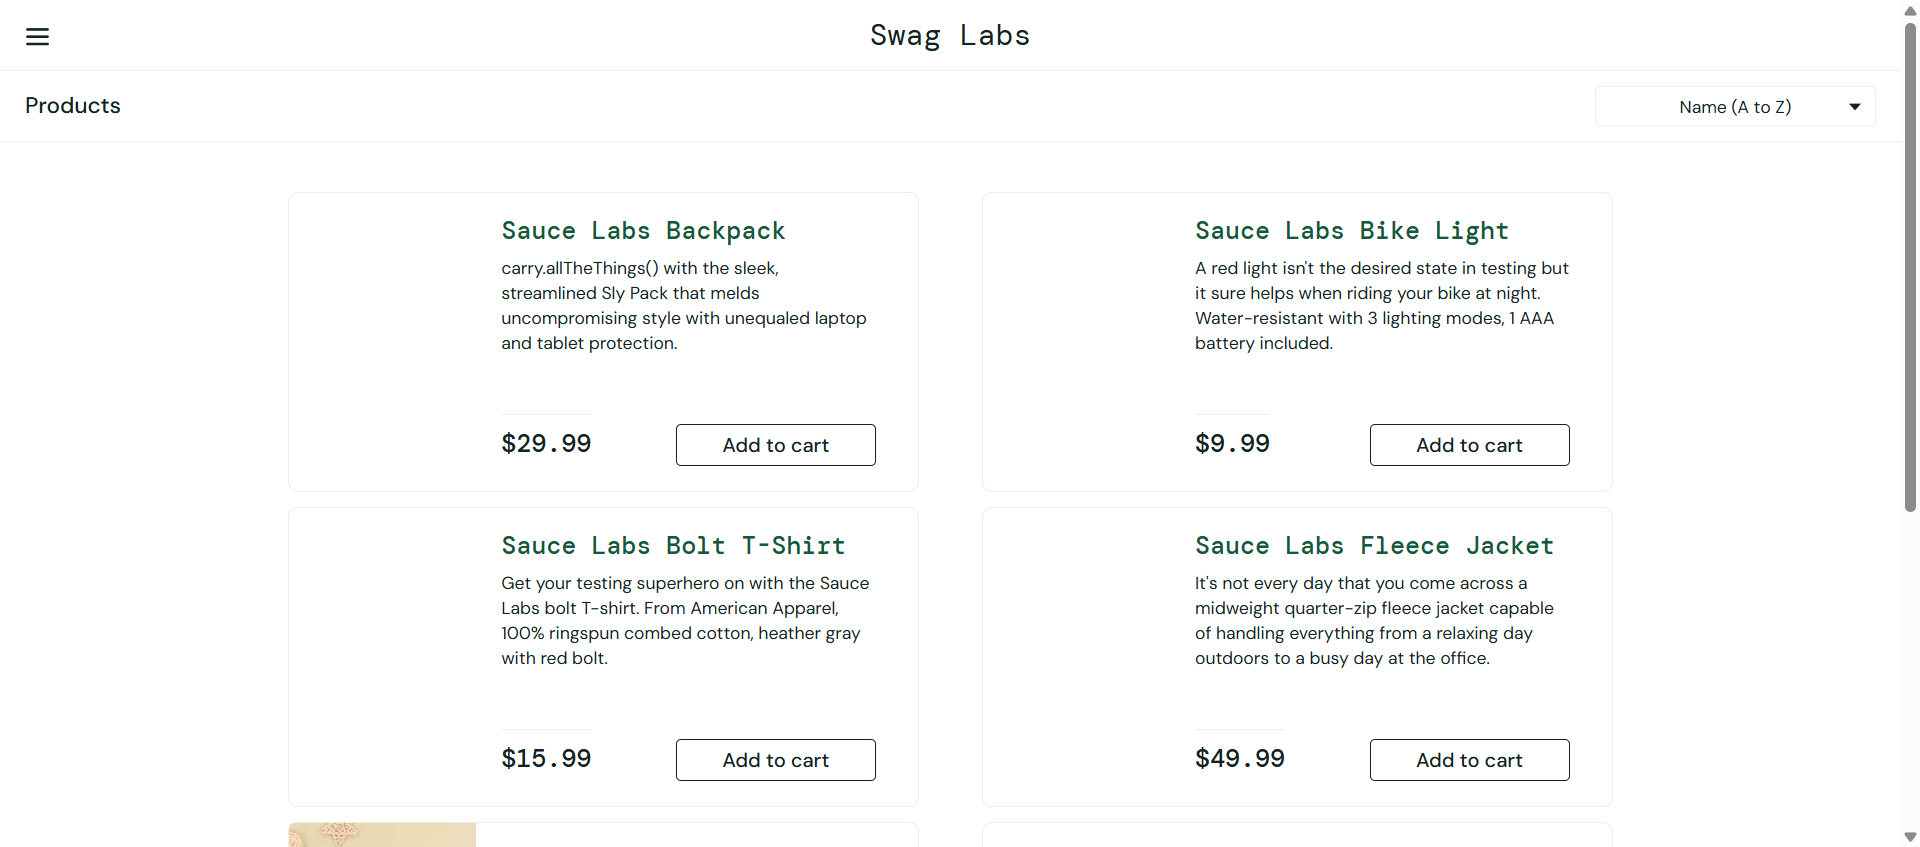 Swag Labs
Products
Name (A to Z)
Sauce Labs Backpack
carry.allTheThings() with the sleek,
streamlined Sly Pack that melds
uncompromising style with unequaled laptop
and tablet protection.
$29.99
Add to cart
Sauce Labs Bike Light
A red light isn't the desired state in testing but
it sure helps when riding your bike at night.
Water-resistant with 3 lighting modes, 1 AAA
battery included.
$9.99
Add to cart
Sauce Labs Bolt T-Shirt
Get your testing superhero on with the Sauce
Labs bolt T-shirt. From American Apparel,
100% ringspun combed cotton, heather gray
with red bolt.
$15.99
Add to cart
Sauce Labs Fleece Jacket
It's not every day that you come across a
midweight quarter-zip fleece jacket capable
of handling everything from a relaxing day
outdoors to a busy day at the office.
$49.99
Add to cart